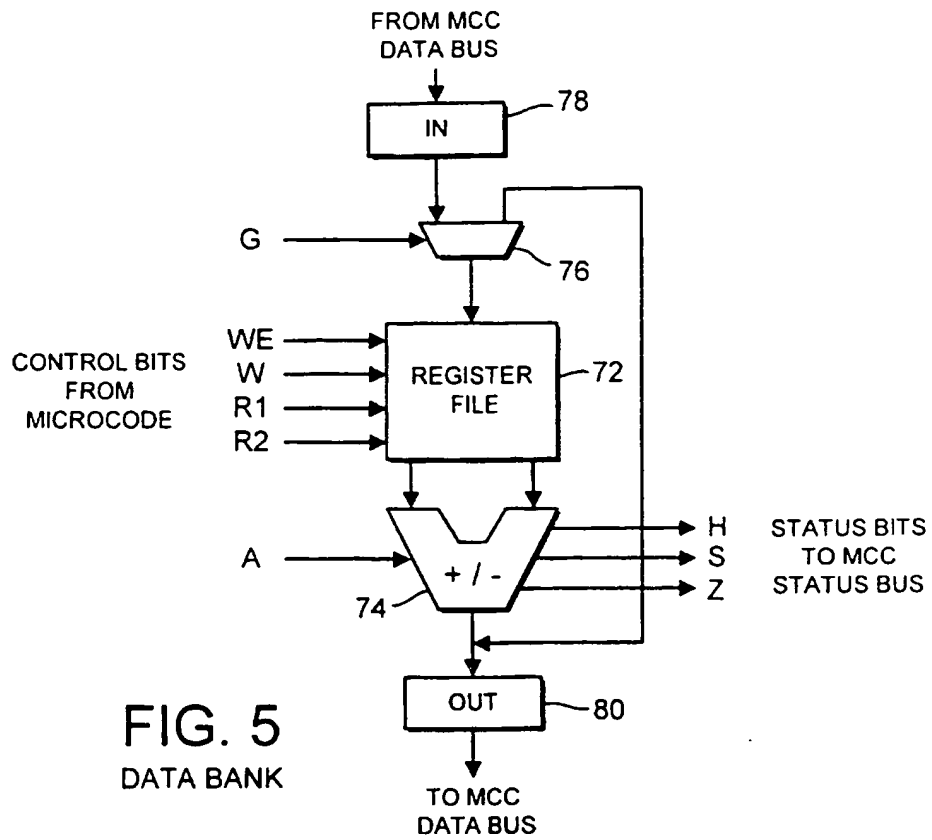 FROM MCC
DATA BUS
78
IN
G
76
CONTROL BITS
FROM
MICROCODE
WE
W
R1
R2
REGISTER
FILE
72
A
+ / -
74
H
S
Z
STATUS BITS
TO MCC
STATUS BUS
OUT
80
FIG. 5
DATA BANK
TO MCC
DATA BUS